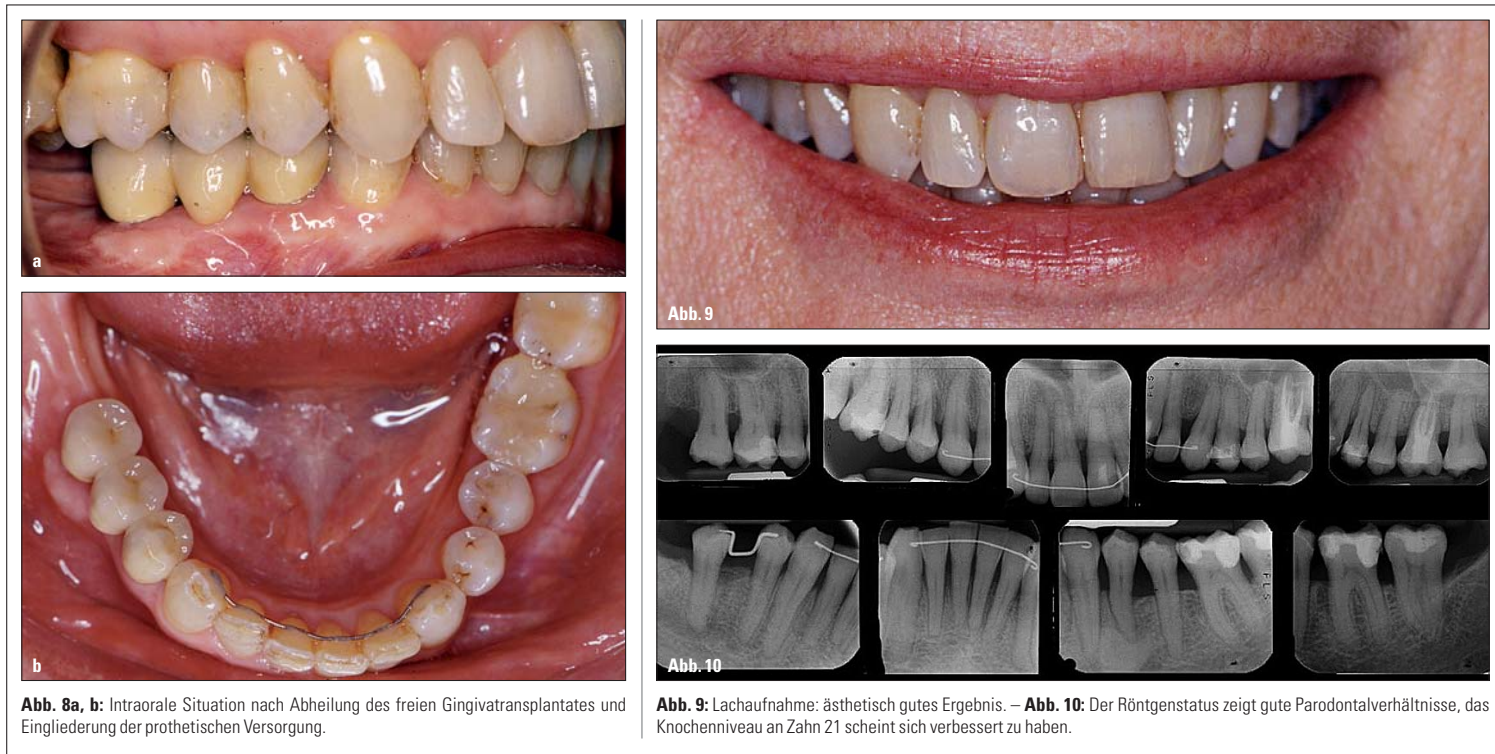 a
b
Abb. 8a, b: Intraorale Situation nach Abheilung des freien Gingivatransplantates und
Eingliederung der prothetischen Versorgung.
Abb. 9
Abb. 10
Abb. 9: Lachaufnahme: ästhetisch gutes Ergebnis. – Abb. 10: Der Röntgenstatus zeigt gute Parodontalverhältnisse, das
Knochenniveau an Zahn 21 scheint sich verbessert zu haben.